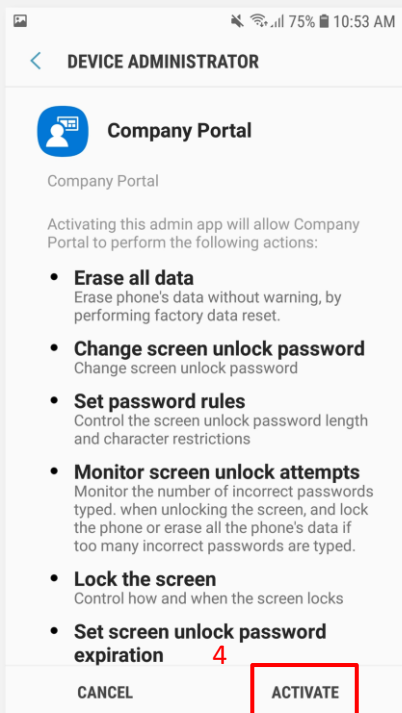 75% 10:53 AM
DEVICE ADMINISTRATOR
Company Portal
Company Portal
Activating this admin app will allow Company
Portal to perform the following actions:
• Erase all data
Erase phone's data without warning, by
performing factory data reset.
• Change screen unlock password
Change screen unlock password
• Set password rules
Control the screen unlock password length
and character restrictions
• Monitor screen unlock attempts
Monitor the number of incorrect passwords
typed. when unlocking the screen, and lock
the phone or erase all the phone's data if
too many incorrect passwords are typed.
• Lock the screen
Control how and when the screen locks
• Set screen unlock password
expiration
4
CANCEL ACTIVATE